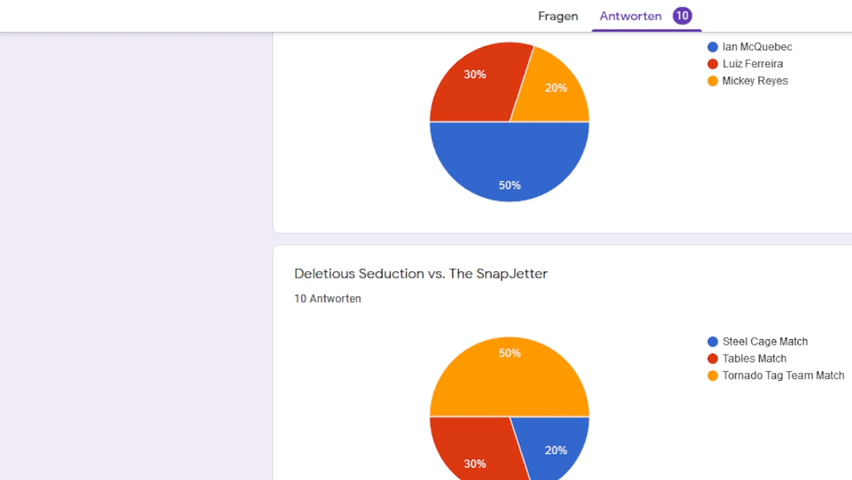 Fragen Antworten 10
Ian McQuebec
Luiz Ferreira
Mickey Reyes
30%
20%
50%
Deletious Seduction vs. The SnapJetter
10 Antworten
Steel Cage Match
Tables Match
Tornado Tag Team Match
50%
20%
30%